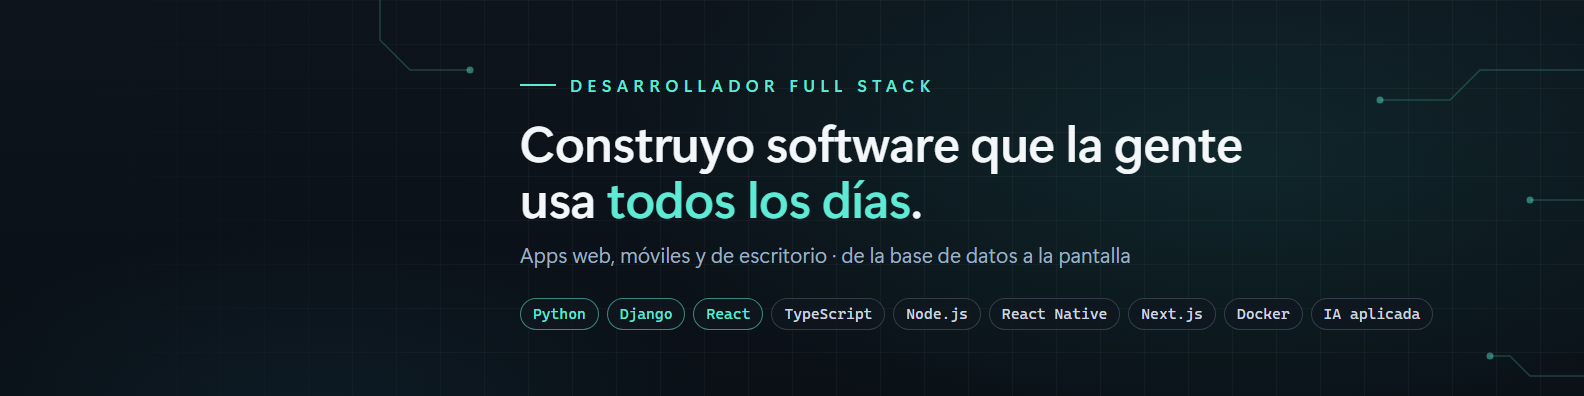 DESARROLLADOR FULL STACK
Construyo software que la gente
usa todos los días.
Apps web, móviles y de escritorio · de la base de datos a la pantalla
Python Django React TypeScript Node.js React Native Next.js Docker IA aplicada